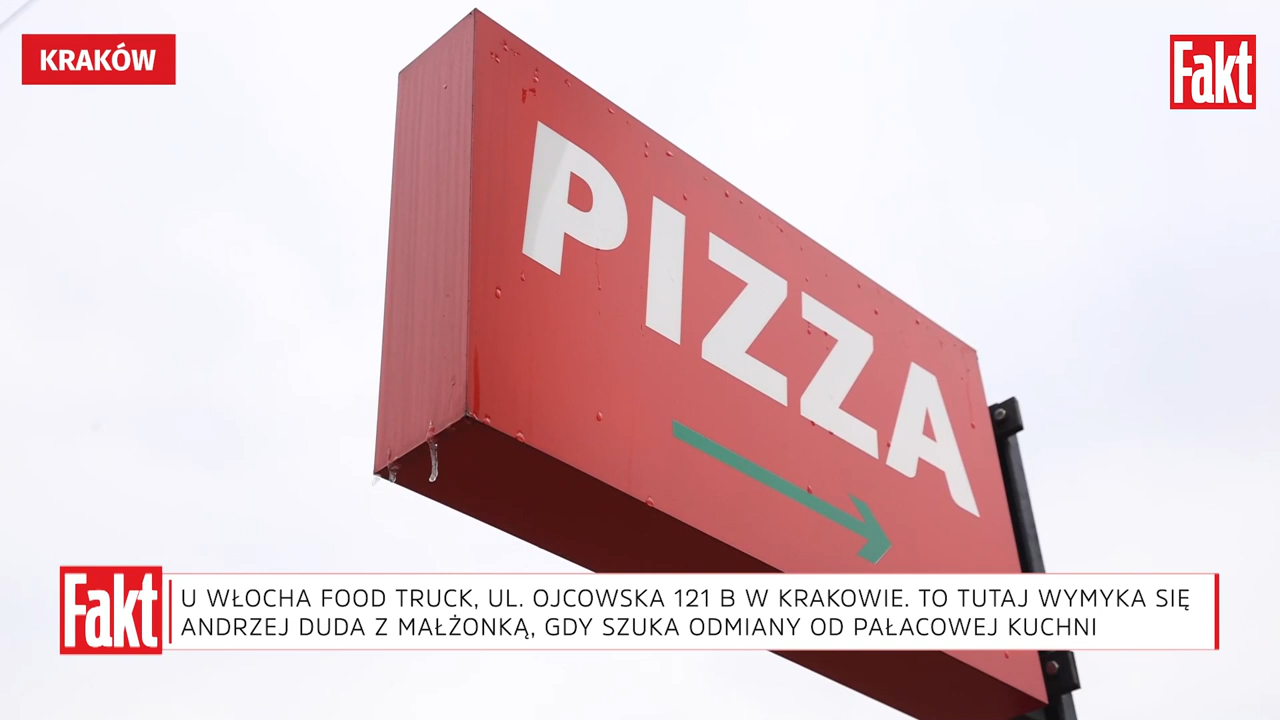 KRAKÓW
Fakt
PIZZA
Fakt
U WŁOCHA FOOD TRUCK, UL. OJCOWSKA 121 B W KRAKOWIE. TO TUTAJ WYMYKA SIĘ
ANDRZEJ DUDA Z MAŁŻONKĄ, GDY SZUKA ODMIANY OD PAŁACOWEJ KUCHNI